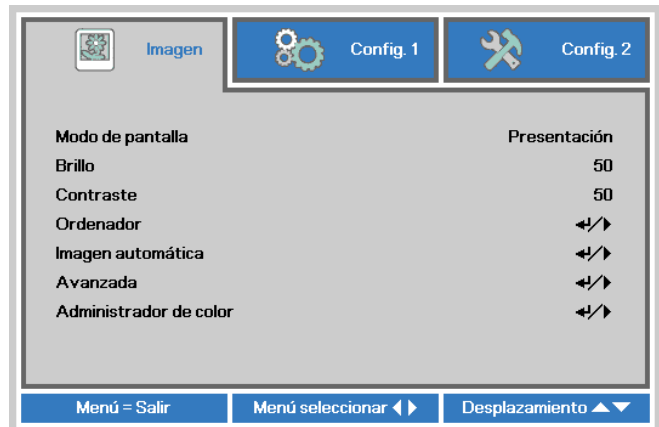 Imagen Config. 1 Config. 2
Modo de pantalla Presentación
Brillo 50
Contraste 50
Ordenador ↵/▶
Imagen automática ↵/▶
Avanzada ↵/▶
Administrador de color ↵/▶
Menú = Salir Menú seleccionar ◀▶ Desplazamiento ▲▼